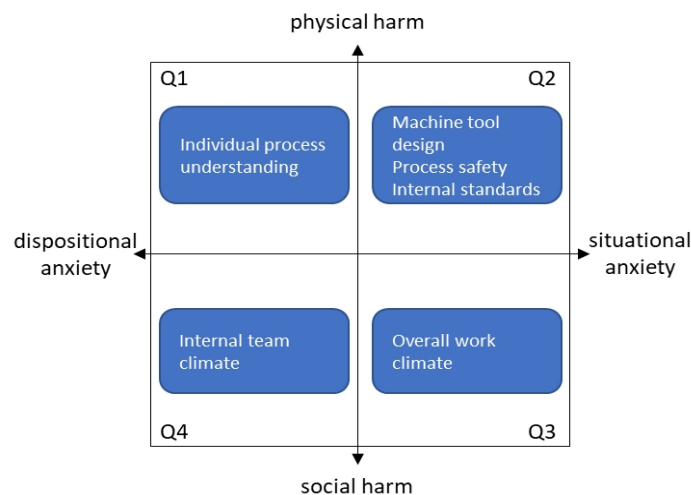 physical harm
Q1
Q2
Individual process
understanding
Machine tool
design
Process safety
Internal standards
dispositional
anxiety
situational
anxiety
Internal team
climate
Overall work
climate
Q4
Q3
social harm